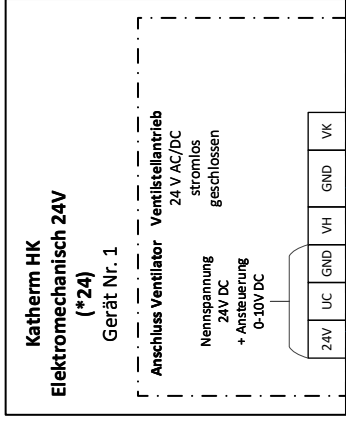 Katherm HK
Elektromechanisch 24V
(*24)
Gerät Nr. 1
Anschluss Ventilator
Nennspannung
24V DC
+ Ansteuerung
0-10V DC
Ventilstellantrieb
24 V AC/DC
stromlos
geschlossen
24V
UC
GND
VH
GND
VK